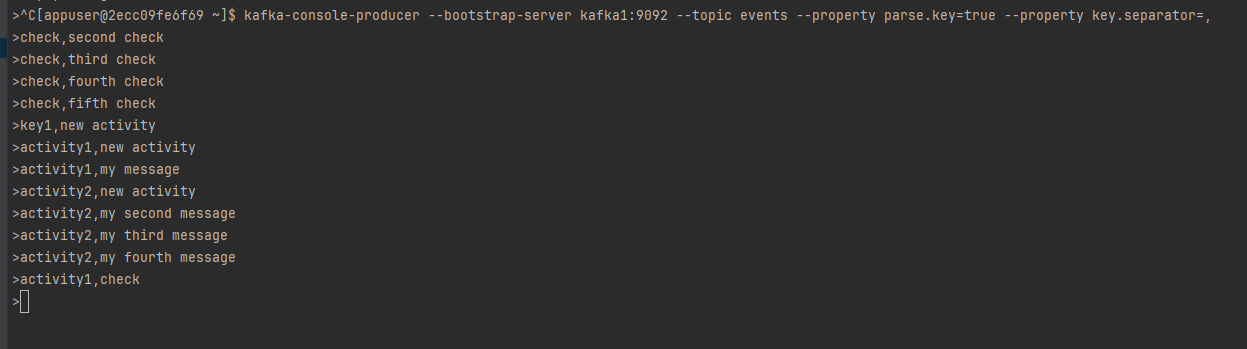 >^C[appuser@2ecc09fe6f69 ~]$ kafka-console-producer --bootstrap-server kafka1:9092 --topic events --property parse.key=true --property key.separator=,
>check,second check
>check,third check
>check,fourth check
>check,fifth check
>key1,new activity
>activity1,new activity
>activity1,my message
>activity2,new activity
>activity2,my second message
>activity2,my third message
>activity2,my fourth message
>activity1,check
>